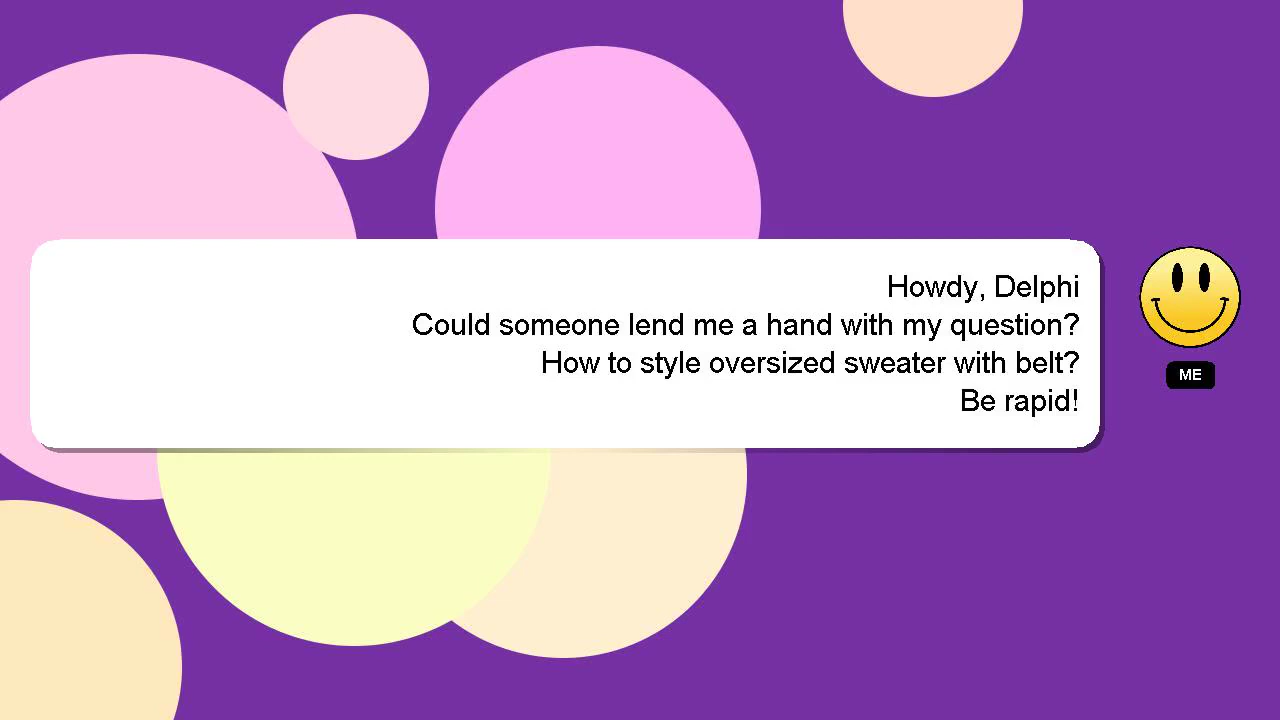 Howdy, Delphi
Could someone lend me a hand with my question?
How to style oversized sweater with belt?
Be rapid!
ME